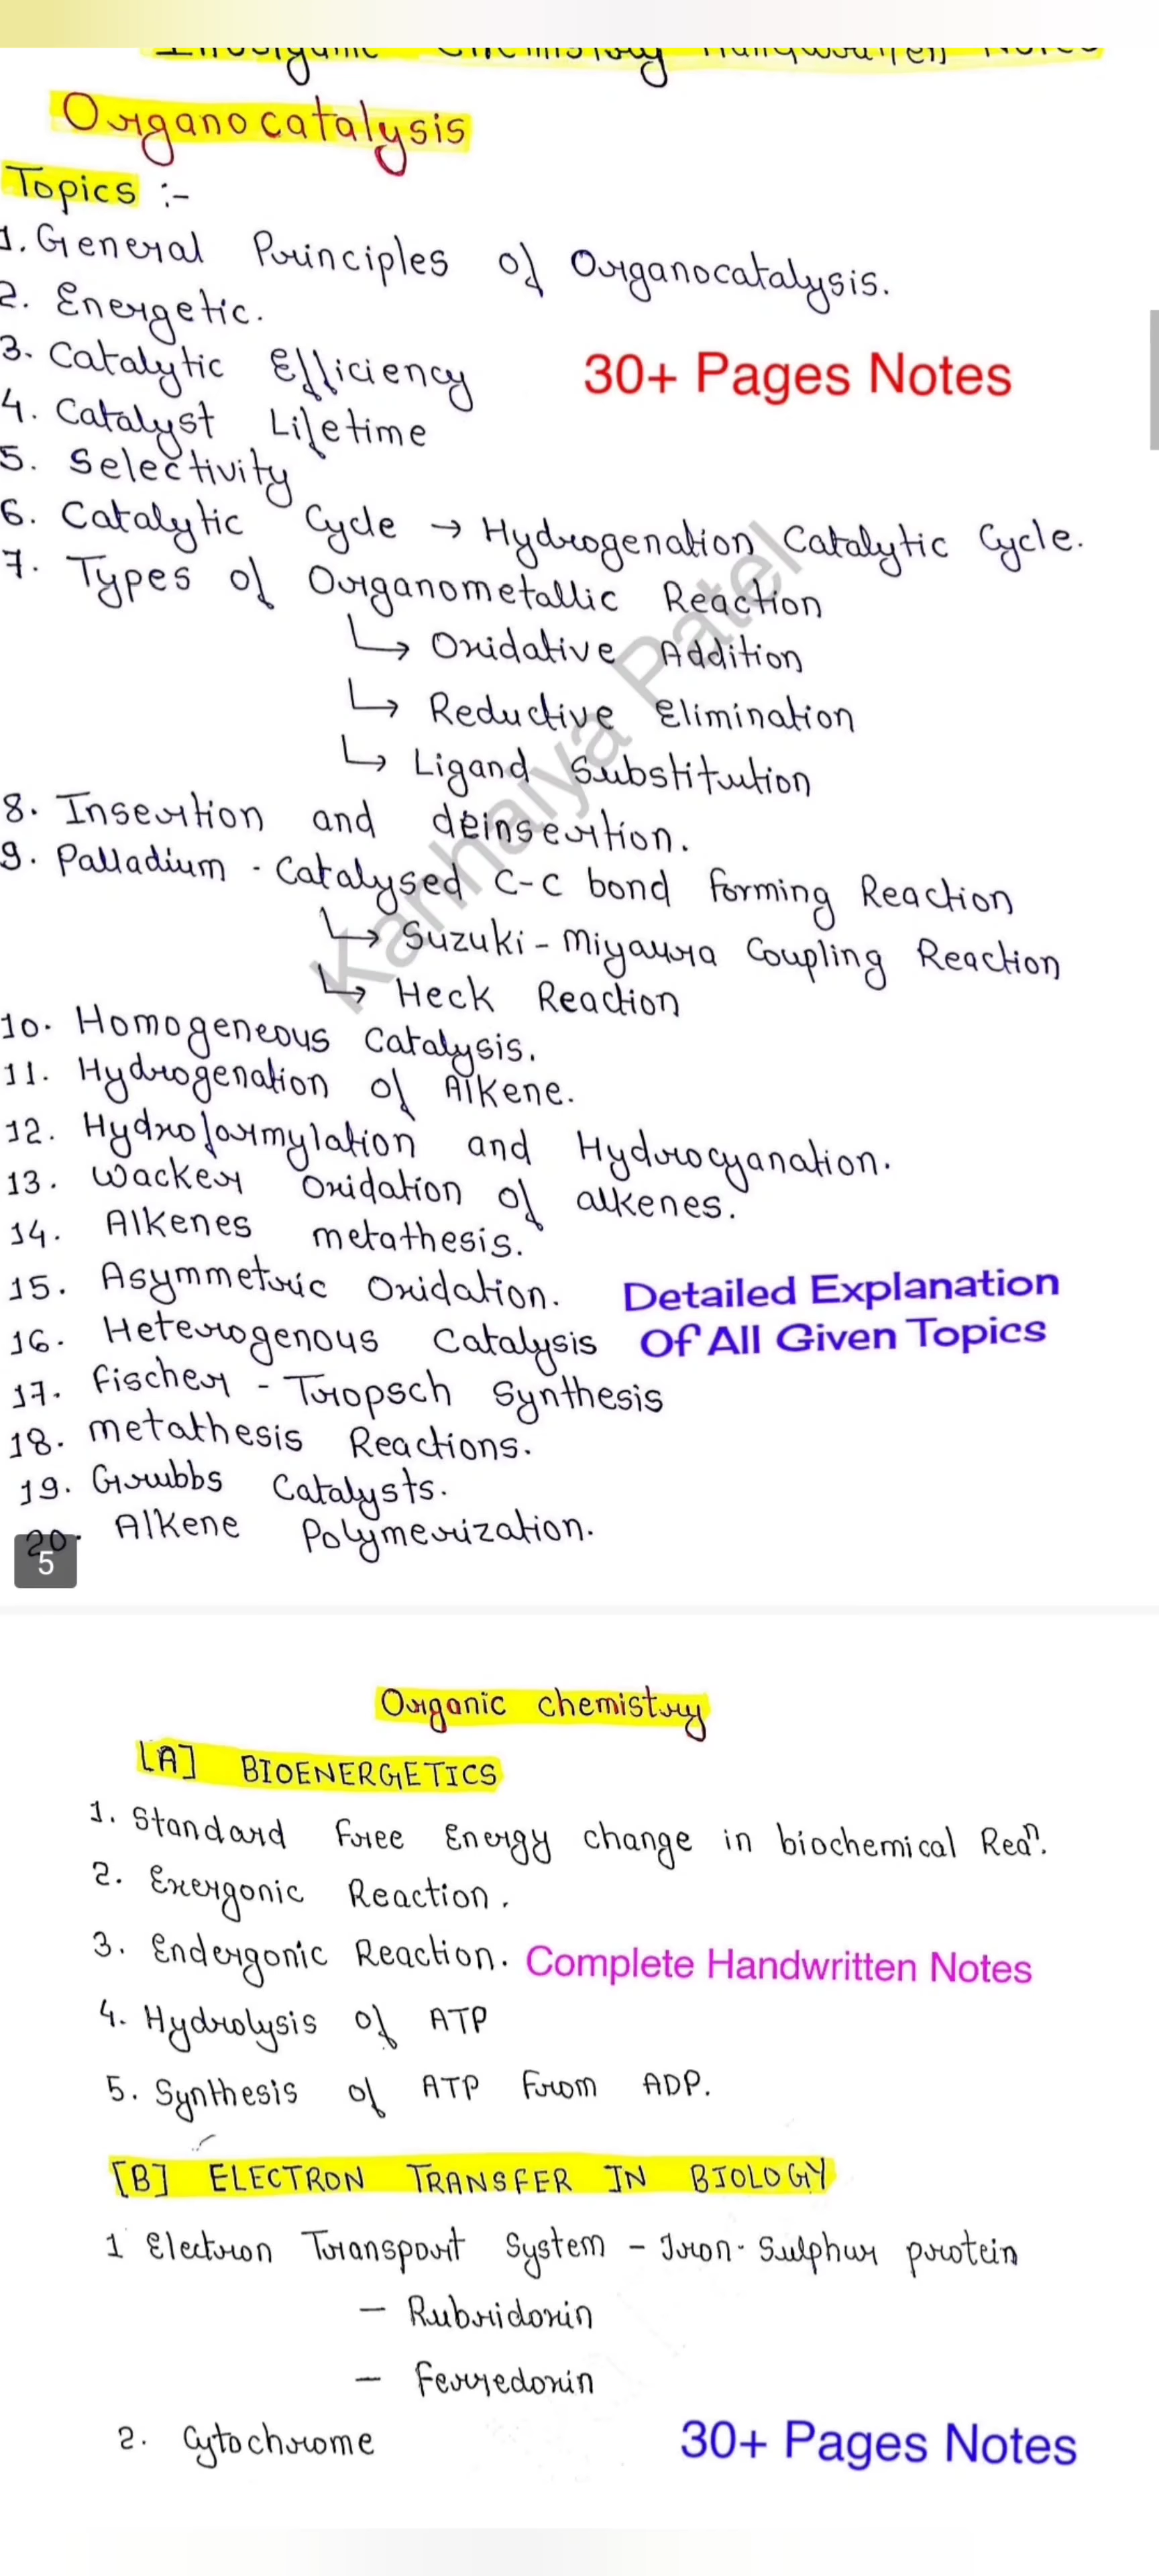 Inorganic Chemistry Handwritten Notes
Organocatalysis
Topics :-
1. General Principles of Organocatalysis.
2. Energetic.
3. Catalytic Efficiency
30+ Pages Notes
4. Catalyst Lifetime
5. Selectivity
6. Catalytic Cycle → Hydrogenation Catalytic Cycle.
7. Types of Organometallic Reaction
↳ Oxidative Addition
↳ Reductive Elimination
↳ Ligand Substitution
8. Insertion and deinsertion.
9. Palladium - Catalysed C-C bond forming Reaction
↳ Suzuki - Miyaura Coupling Reaction
↳ Heck Reaction
10. Homogeneous Catalysis.
11. Hydrogenation of Alkene.
12. Hydroformylation and Hydrocyanation.
13. Wacker Oxidation of alkenes.
14. Alkenes metathesis.
15. Asymmetric Oxidation.
Detailed Explanation
16. Heterogenous Catalysis
Of All Given Topics
17. Fischer - Tropsch Synthesis
18. metathesis Reactions.
19. Grubbs Catalysts.
20. Alkene Polymerization.
5
Kanhaiya Patel
Organic chemistry
[A] BIOENERGETICS
1. Standard Free Energy change in biochemical Reaⁿ.
2. Exergonic Reaction.
3. Endergonic Reaction.
Complete Handwritten Notes
4. Hydrolysis of ATP
5. Synthesis of ATP From ADP.
[B] ELECTRON TRANSFER IN BIOLOGY
1 Electron Transport System - Iron-Sulphur protein
- Rubridoxin
- Ferredoxin
2. Cytochrome
30+ Pages Notes